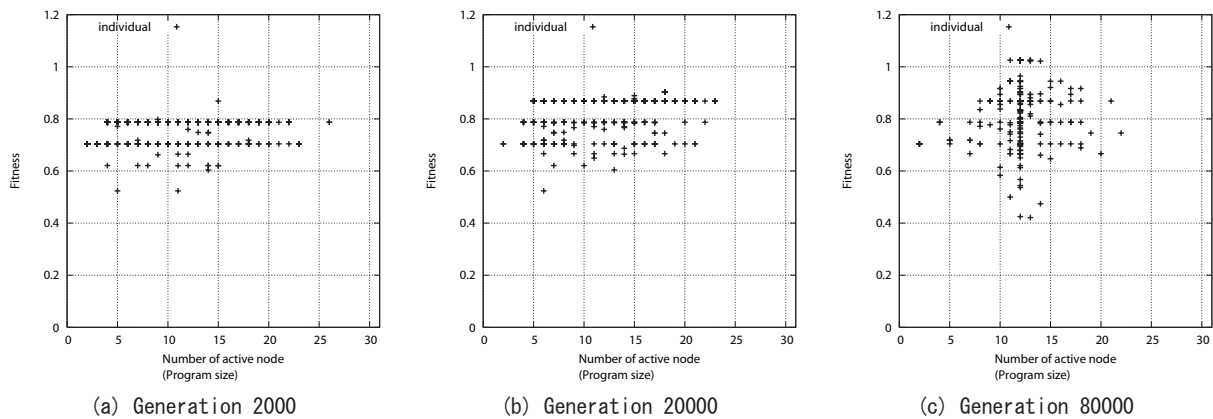 1.2
1
0.8
0.6
0.4
0.2
0
Fitness
individual
0 5 10 15 20 25 30
Number of active node
(Program size)
(a) Generation 2000
1.2
1
0.8
0.6
0.4
0.2
0
Fitness
individual
0 5 10 15 20 25 30
Number of active node
(Program size)
(b) Generation 20000
1.2
1
0.8
0.6
0.4
0.2
0
Fitness
individual
0 5 10 15 20 25 30
Number of active node
(Program size)
(c) Generation 80000